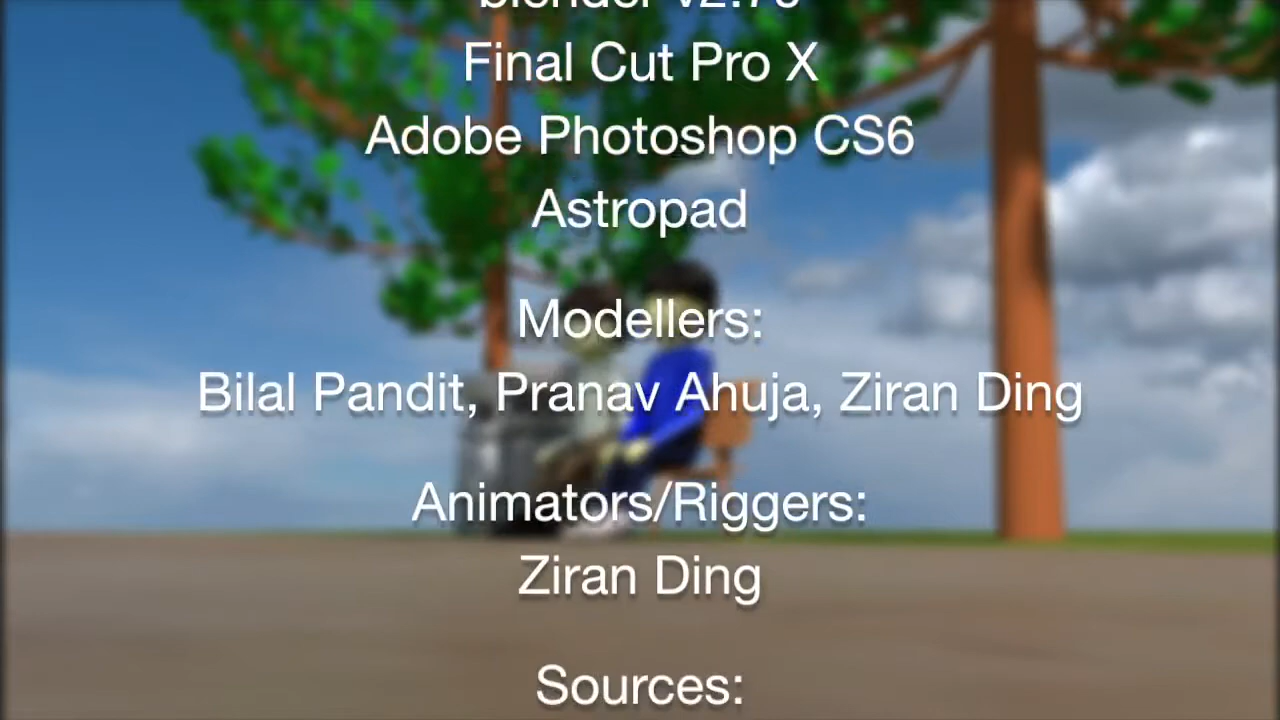 blender
Final Cut Pro X
Adobe Photoshop CS6
Astropad
Modellers:
Bilal Pandit, Pranav Ahuja, Ziran Ding
Animators/Riggers:
Ziran Ding
Sources: